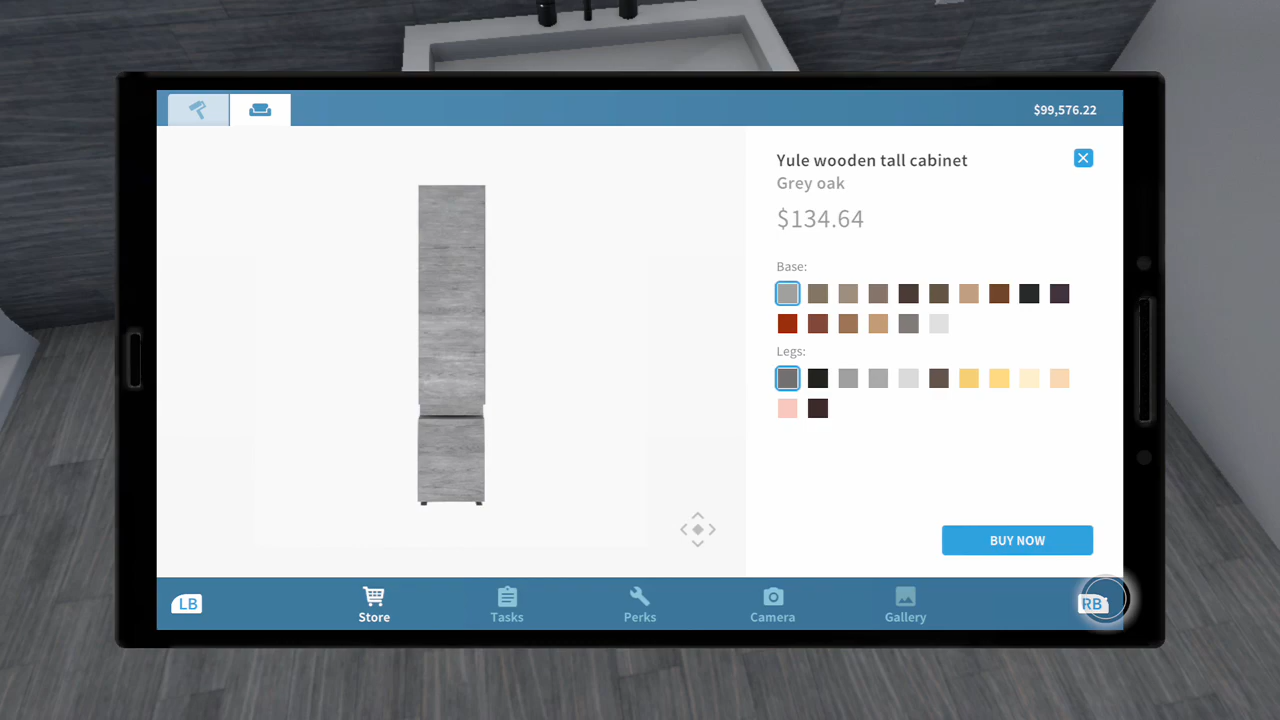 $99,576.22
Yule wooden tall cabinet
Grey oak
$134.64
Base:
Legs:
BUY NOW
LB
Store
Tasks
Perks
Camera
Gallery
RB